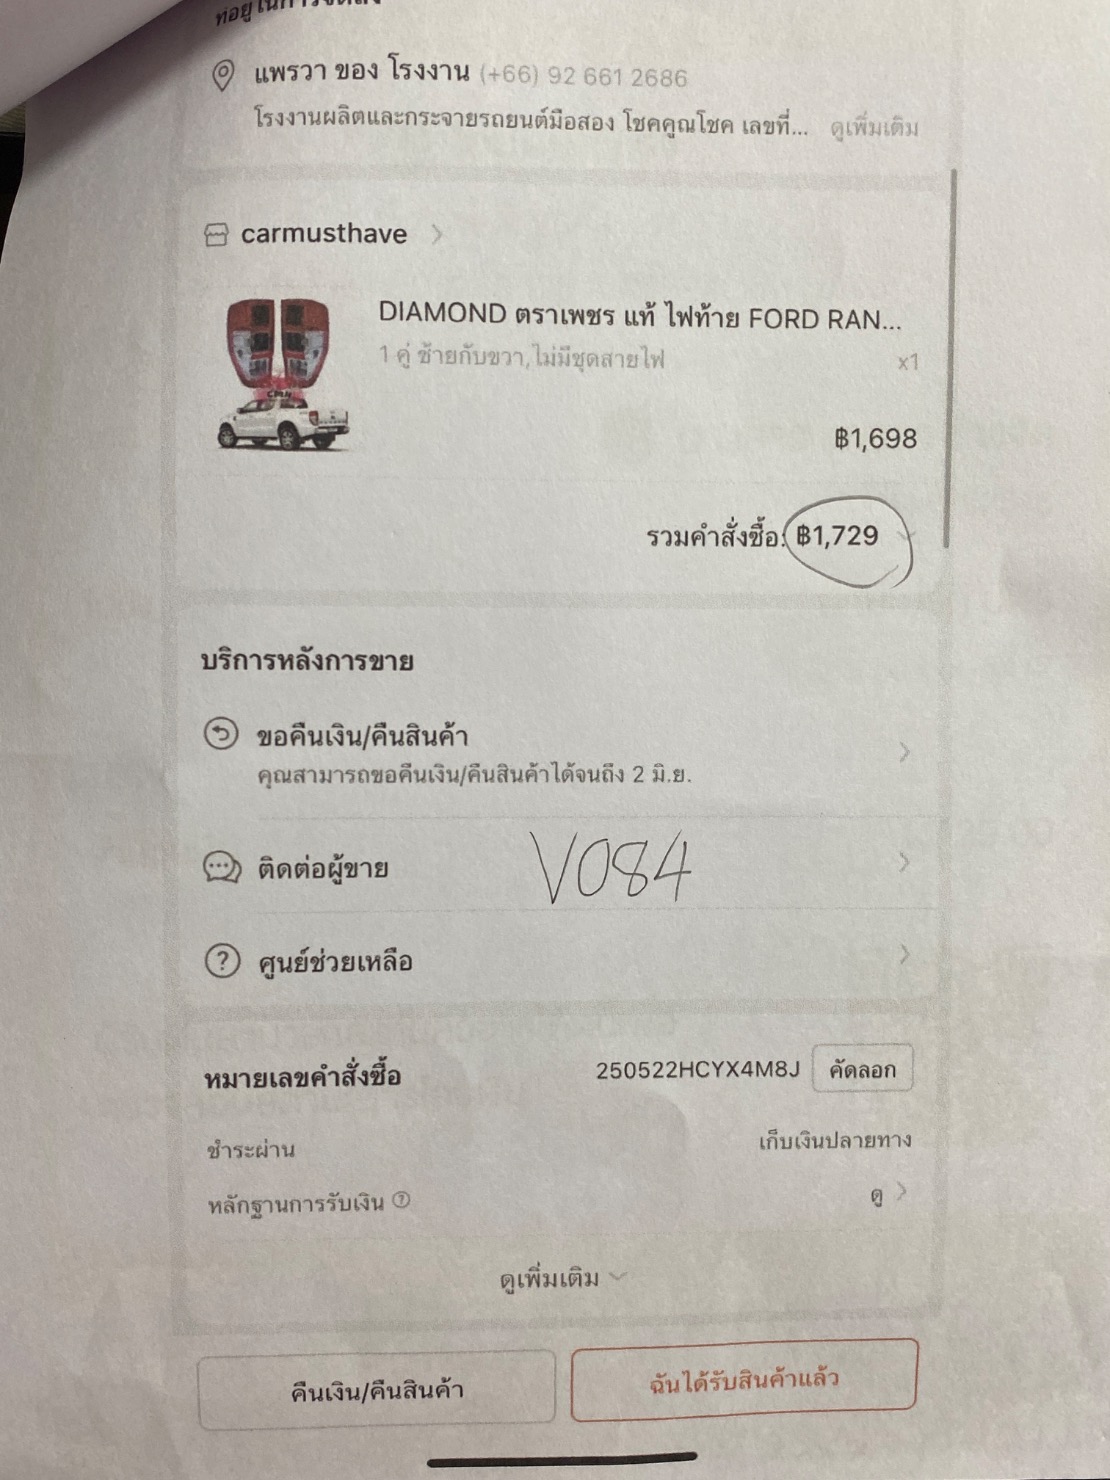 ที่อยู่ในการจัดส่ง
แพรวา ของ โรงงาน (+66) 92 661 2686
โรงงานผลิตและกระจายรถยนต์มือสอง โชคคูณโชค เลขที่... ดูเพิ่มเติม
carmusthave
DIAMOND ตราเพชร แท้ ไฟท้าย FORD RAN...
1 คู่ ซ้ายกับขวา,ไม่มีชุดสายไฟ x1
CMH
฿1,698
รวมคำสั่งซื้อ: ฿1,729
บริการหลังการขาย
ขอคืนเงิน/คืนสินค้า
คุณสามารถขอคืนเงิน/คืนสินค้าได้จนถึง 2 มิ.ย.
ติดต่อผู้ขาย V084
ศูนย์ช่วยเหลือ
หมายเลขคำสั่งซื้อ 250522HCYX4M8J คัดลอก
ชำระผ่าน เก็บเงินปลายทาง
หลักฐานการรับเงิน ? ดู
ดูเพิ่มเติม
คืนเงิน/คืนสินค้า ฉันได้รับสินค้าแล้ว